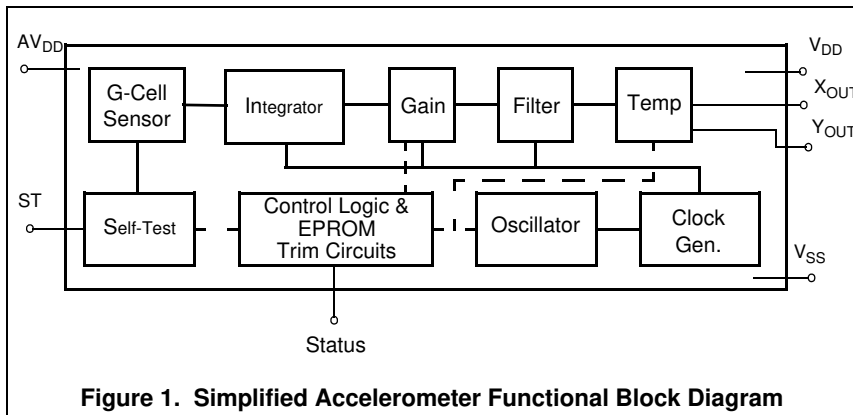 AVDD
VDD
G-Cell
Sensor
Integrator
Gain
Filter
Temp
XOUT
YOUT
ST
Self-Test
Control Logic &
EPROM
Trim Circuits
Oscillator
Clock
Gen.
VSS
Status
Figure 1. Simplified Accelerometer Functional Block Diagram